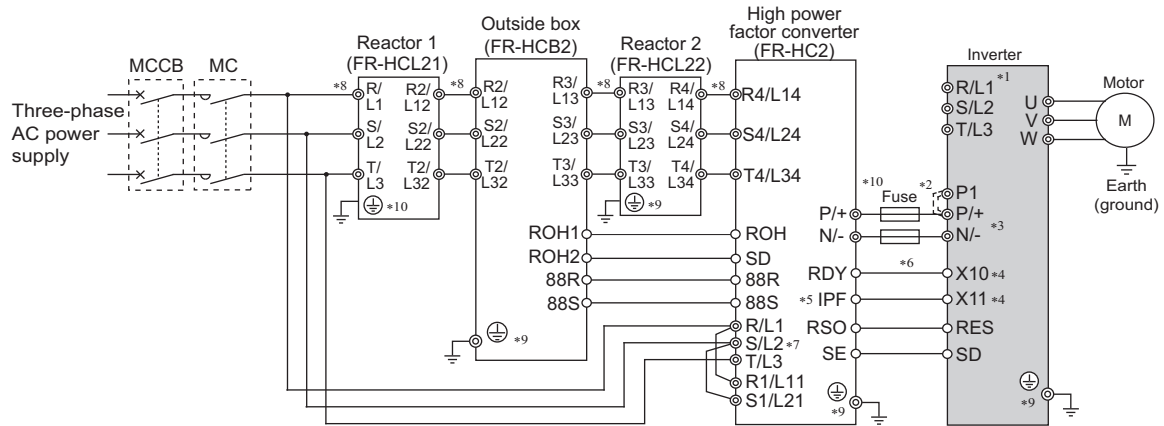 High power
factor converter
(FR-HC2)
Outside box
(FR-HCB2)
Reactor 1
(FR-HCL21)
Reactor 2
(FR-HCL22)
Inverter
MCCB
MC
Motor
Three-phase
AC power
supply
*8
R/
L1
R2/
L12
*8
R2/
L12
R3/
L13
*8
R3/
L13
R4/
L14
*8
R4/L14
R/L1
*1
S/
L2
S2/
L22
S2/
L22
S3/
L23
S3/
L23
S4/
L24
S4/L24
S/L2
T/
L3
T2/
L32
T2/
L32
T3/
L33
T3/
L33
T4/
L34
T4/L34
T/L3
U
V
W
M
Earth
(ground)
*10
*9
*10
Fuse
*2
P1
P/+
P/+
*3
N/-
N/-
ROH1
ROH
ROH2
SD
88R
88R
88S
88S
RDY
*6
X10
*4
*5
IPF
X11
*4
RSO
RES
SE
SD
R/L1
S/L2
*7
T/L3
R1/L11
S1/L21
*9
*9
*9